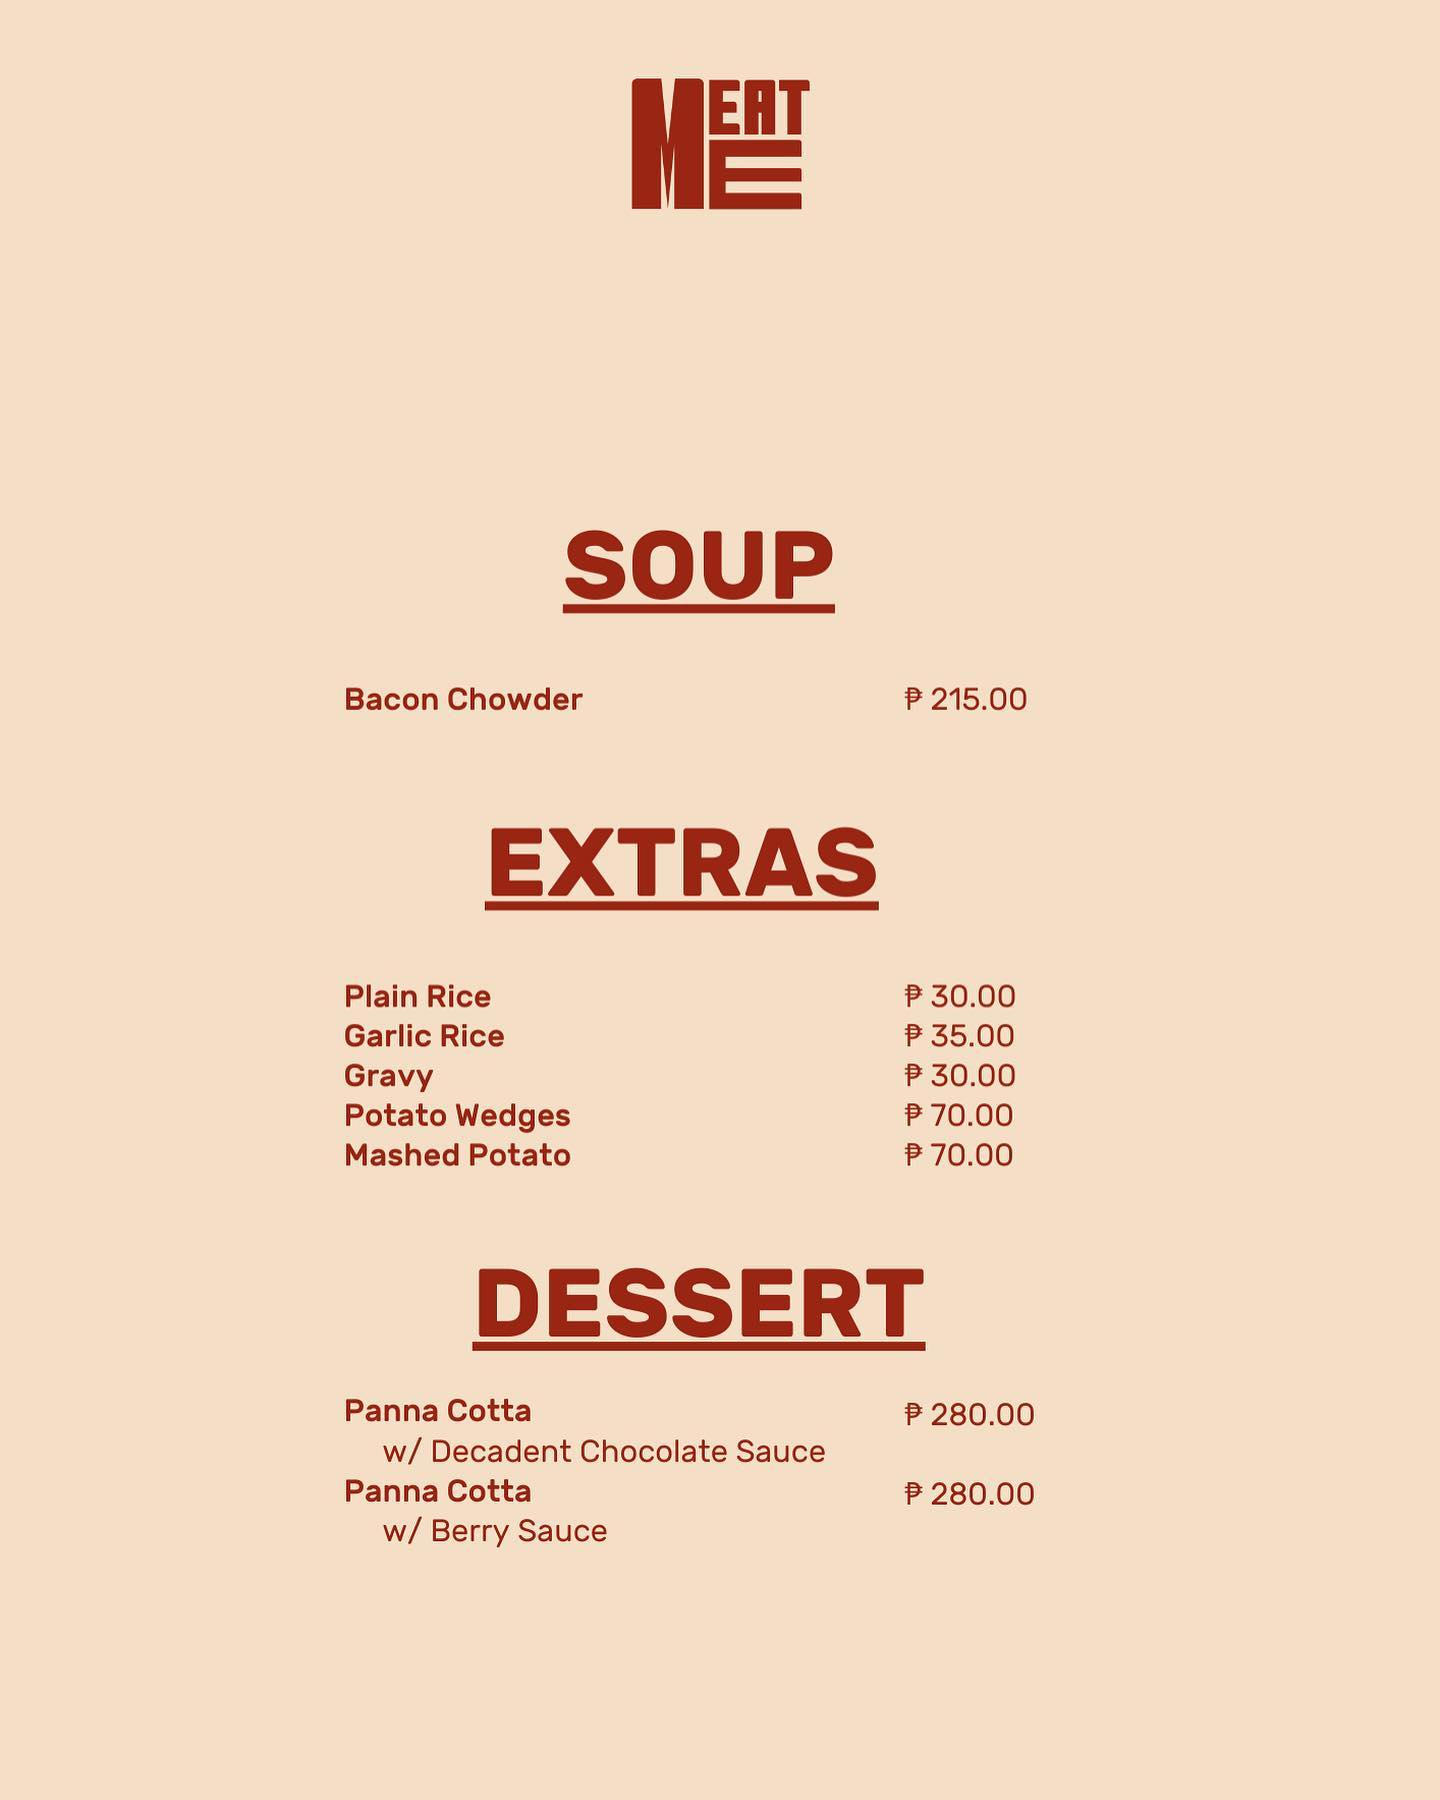 MEAT
ME
SOUP
Bacon Chowder ₱ 215.00
EXTRAS
Plain Rice ₱ 30.00
Garlic Rice ₱ 35.00
Gravy ₱ 30.00
Potato Wedges ₱ 70.00
Mashed Potato ₱ 70.00
DESSERT
Panna Cotta ₱ 280.00
w/ Decadent Chocolate Sauce
Panna Cotta ₱ 280.00
w/ Berry Sauce